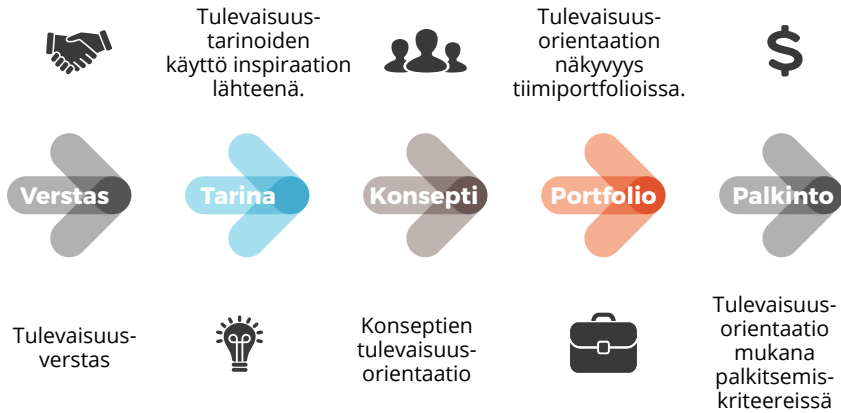 Tulevaisuus-
tarinoiden
käyttö inspiraation
lähteenä.
Tulevaisuus-
orientaation
näkyvyys
tiimiportfolioissa.
$
Verstas
Tarina
Konsepti
Portfolio
Palkinto
Tulevaisuus-
verstas
Konseptien
tulevaisuus-
orientaatio
Tulevaisuus-
orientaatio
mukana
palkitsemis-
kriteereissä